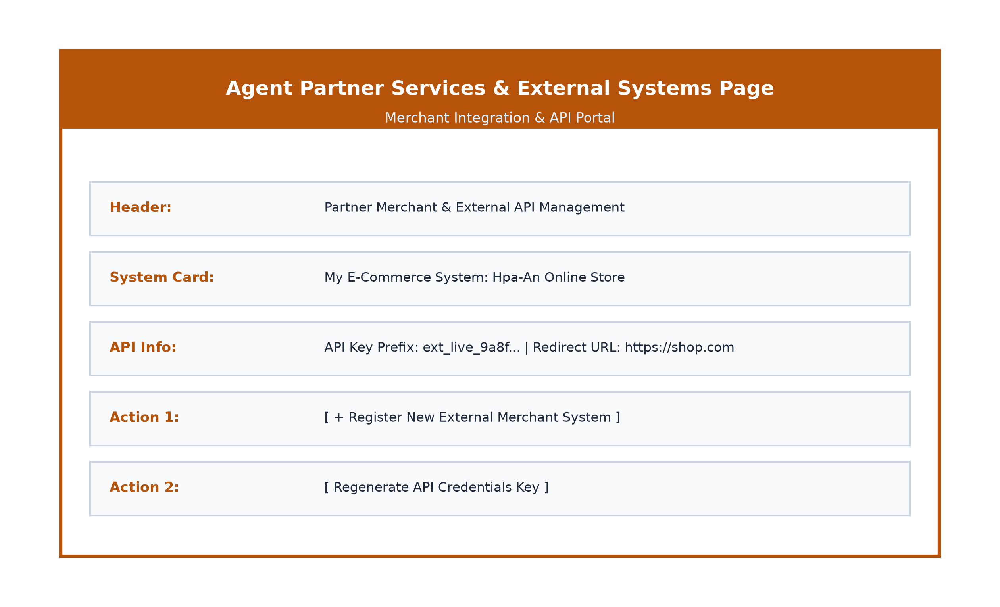 Agent Partner Services & External Systems Page
Merchant Integration & API Portal
Header: Partner Merchant & External API Management
System Card: My E-Commerce System: Hpa-An Online Store
API Info: API Key Prefix: ext_live_9a8f... | Redirect URL: https://shop.com
Action 1: [ + Register New External Merchant System ]
Action 2: [ Regenerate API Credentials Key ]